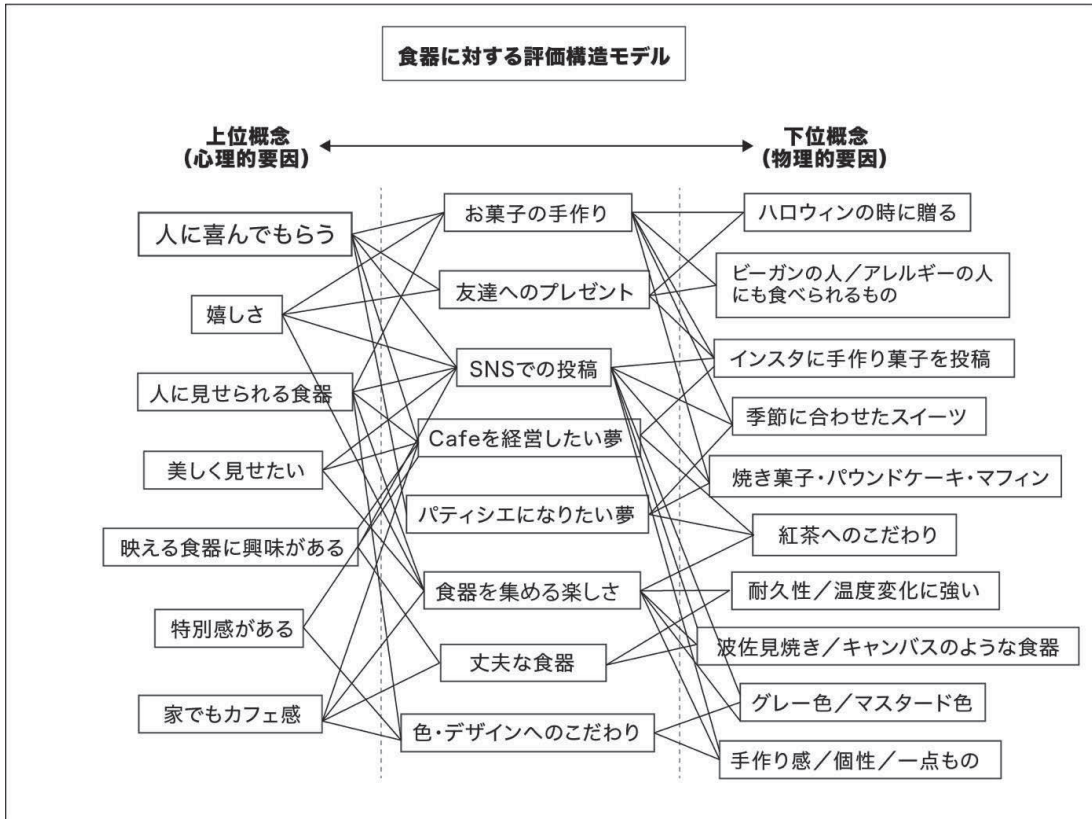 食器に対する評価構造モデル
上位概念
(心理的要因)
下位概念
(物理的要因)
人に喜んでもらう
嬉しさ
人に見せられる食器
美しく見せたい
映える食器に興味がある
特別感がある
家でもカフェ感
お菓子の手作り
友達へのプレゼント
SNSでの投稿
Cafeを経営したい夢
パティシエになりたい夢
食器を集める楽しさ
丈夫な食器
色・デザインへのこだわり
ハロウィンの時に贈る
ビーガンの人／アレルギーの人
にも食べられるもの
インスタに手作り菓子を投稿
季節に合わせたスイーツ
焼き菓子・パウンドケーキ・マフィン
紅茶へのこだわり
耐久性／温度変化に強い
波佐見焼き／キャンバスのような食器
グレー色／マスタード色
手作り感／個性／一点もの